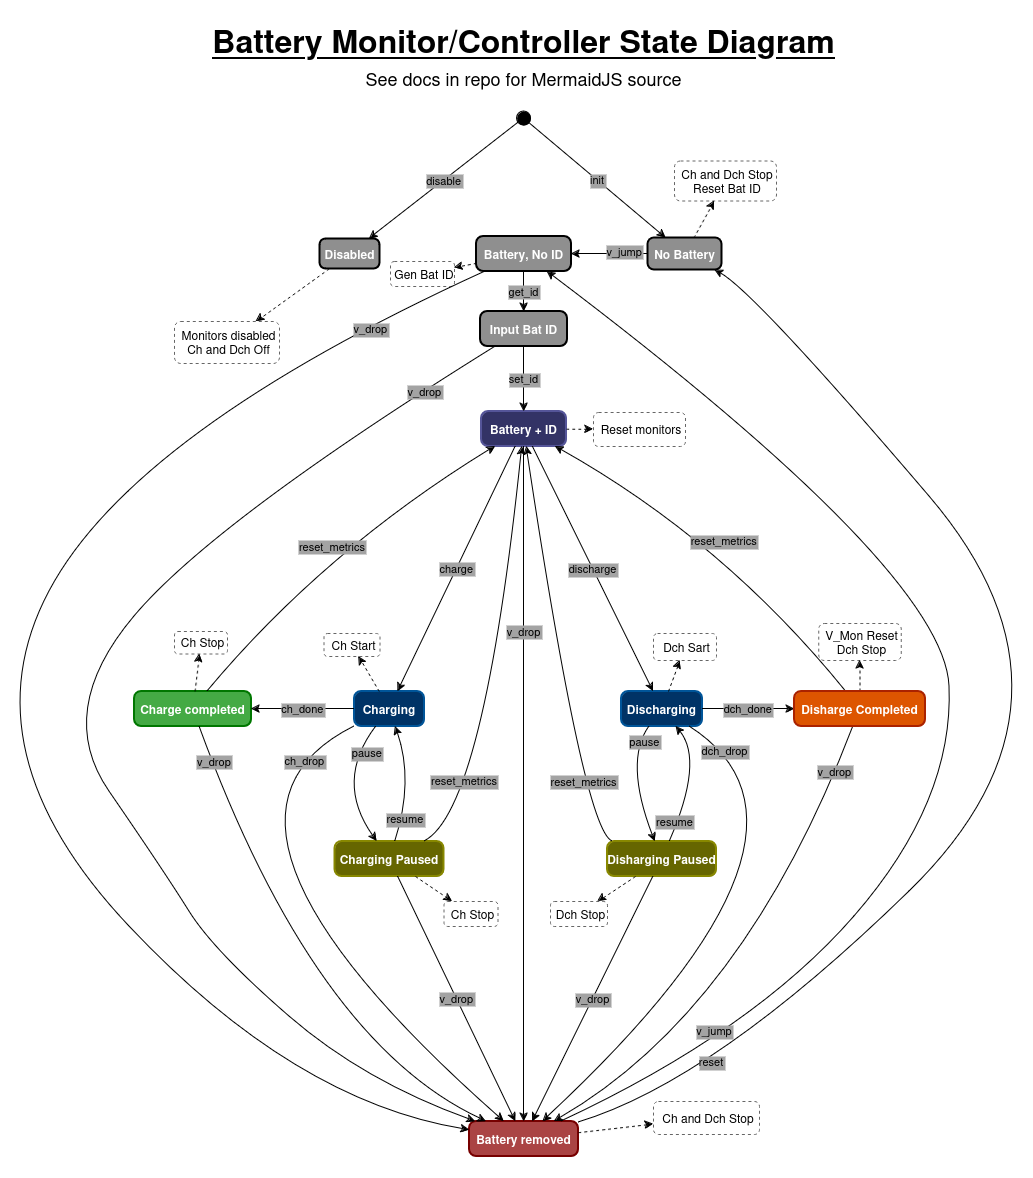 Battery Monitor/Controller State Diagram
See docs in repo for MermaidJS source
disable
init
Ch and Dch Stop
Reset Bat ID
Disabled
Battery, No ID
v_jump
No Battery
Gen Bat ID
get_id
Monitors disabled
Ch and Dch Off
v_drop
Input Bat ID
set_id
v_drop
Battery + ID
Reset monitors
reset_metrics
reset_metrics
charge
discharge
v_drop
Ch Stop
Ch Start
Dch Sart
V_Mon Reset
Dch Stop
Charge completed
ch_done
Charging
Discharging
dch_done
Disharge Completed
v_drop
ch_drop
pause
pause
dch_drop
v_drop
reset_metrics
reset_metrics
resume
resume
Charging Paused
Disharging Paused
Ch Stop
Dch Stop
v_drop
v_drop
v_jump
reset
Ch and Dch Stop
Battery removed